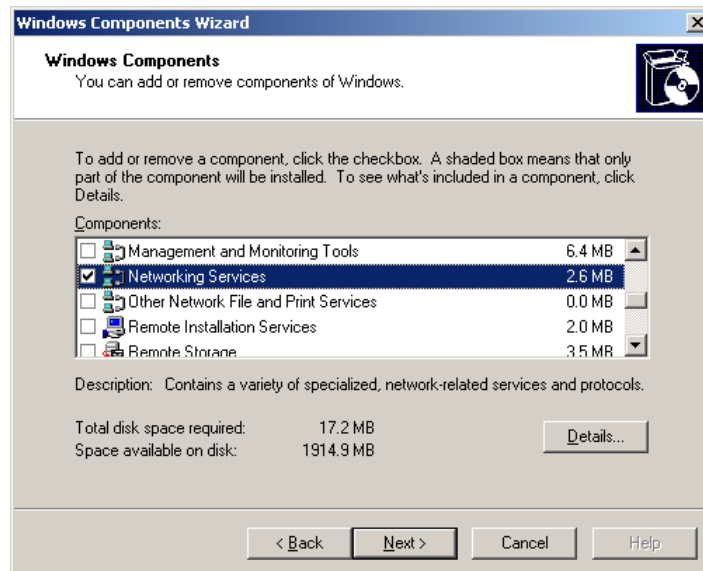 Windows Components Wizard
Windows Components
You can add or remove components of Windows.
To add or remove a component, click the checkbox. A shaded box means that only
part of the component will be installed. To see what's included in a component, click
Details.
Components:
Management and Monitoring Tools 6.4 MB
Networking Services 2.6 MB
Other Network File and Print Services 0.0 MB
Remote Installation Services 2.0 MB
Remote Storage 3.5 MB
Description: Contains a variety of specialized, network-related services and protocols.
Total disk space required: 17.2 MB
Space available on disk: 1914.9 MB
Details...
< Back Next > Cancel Help